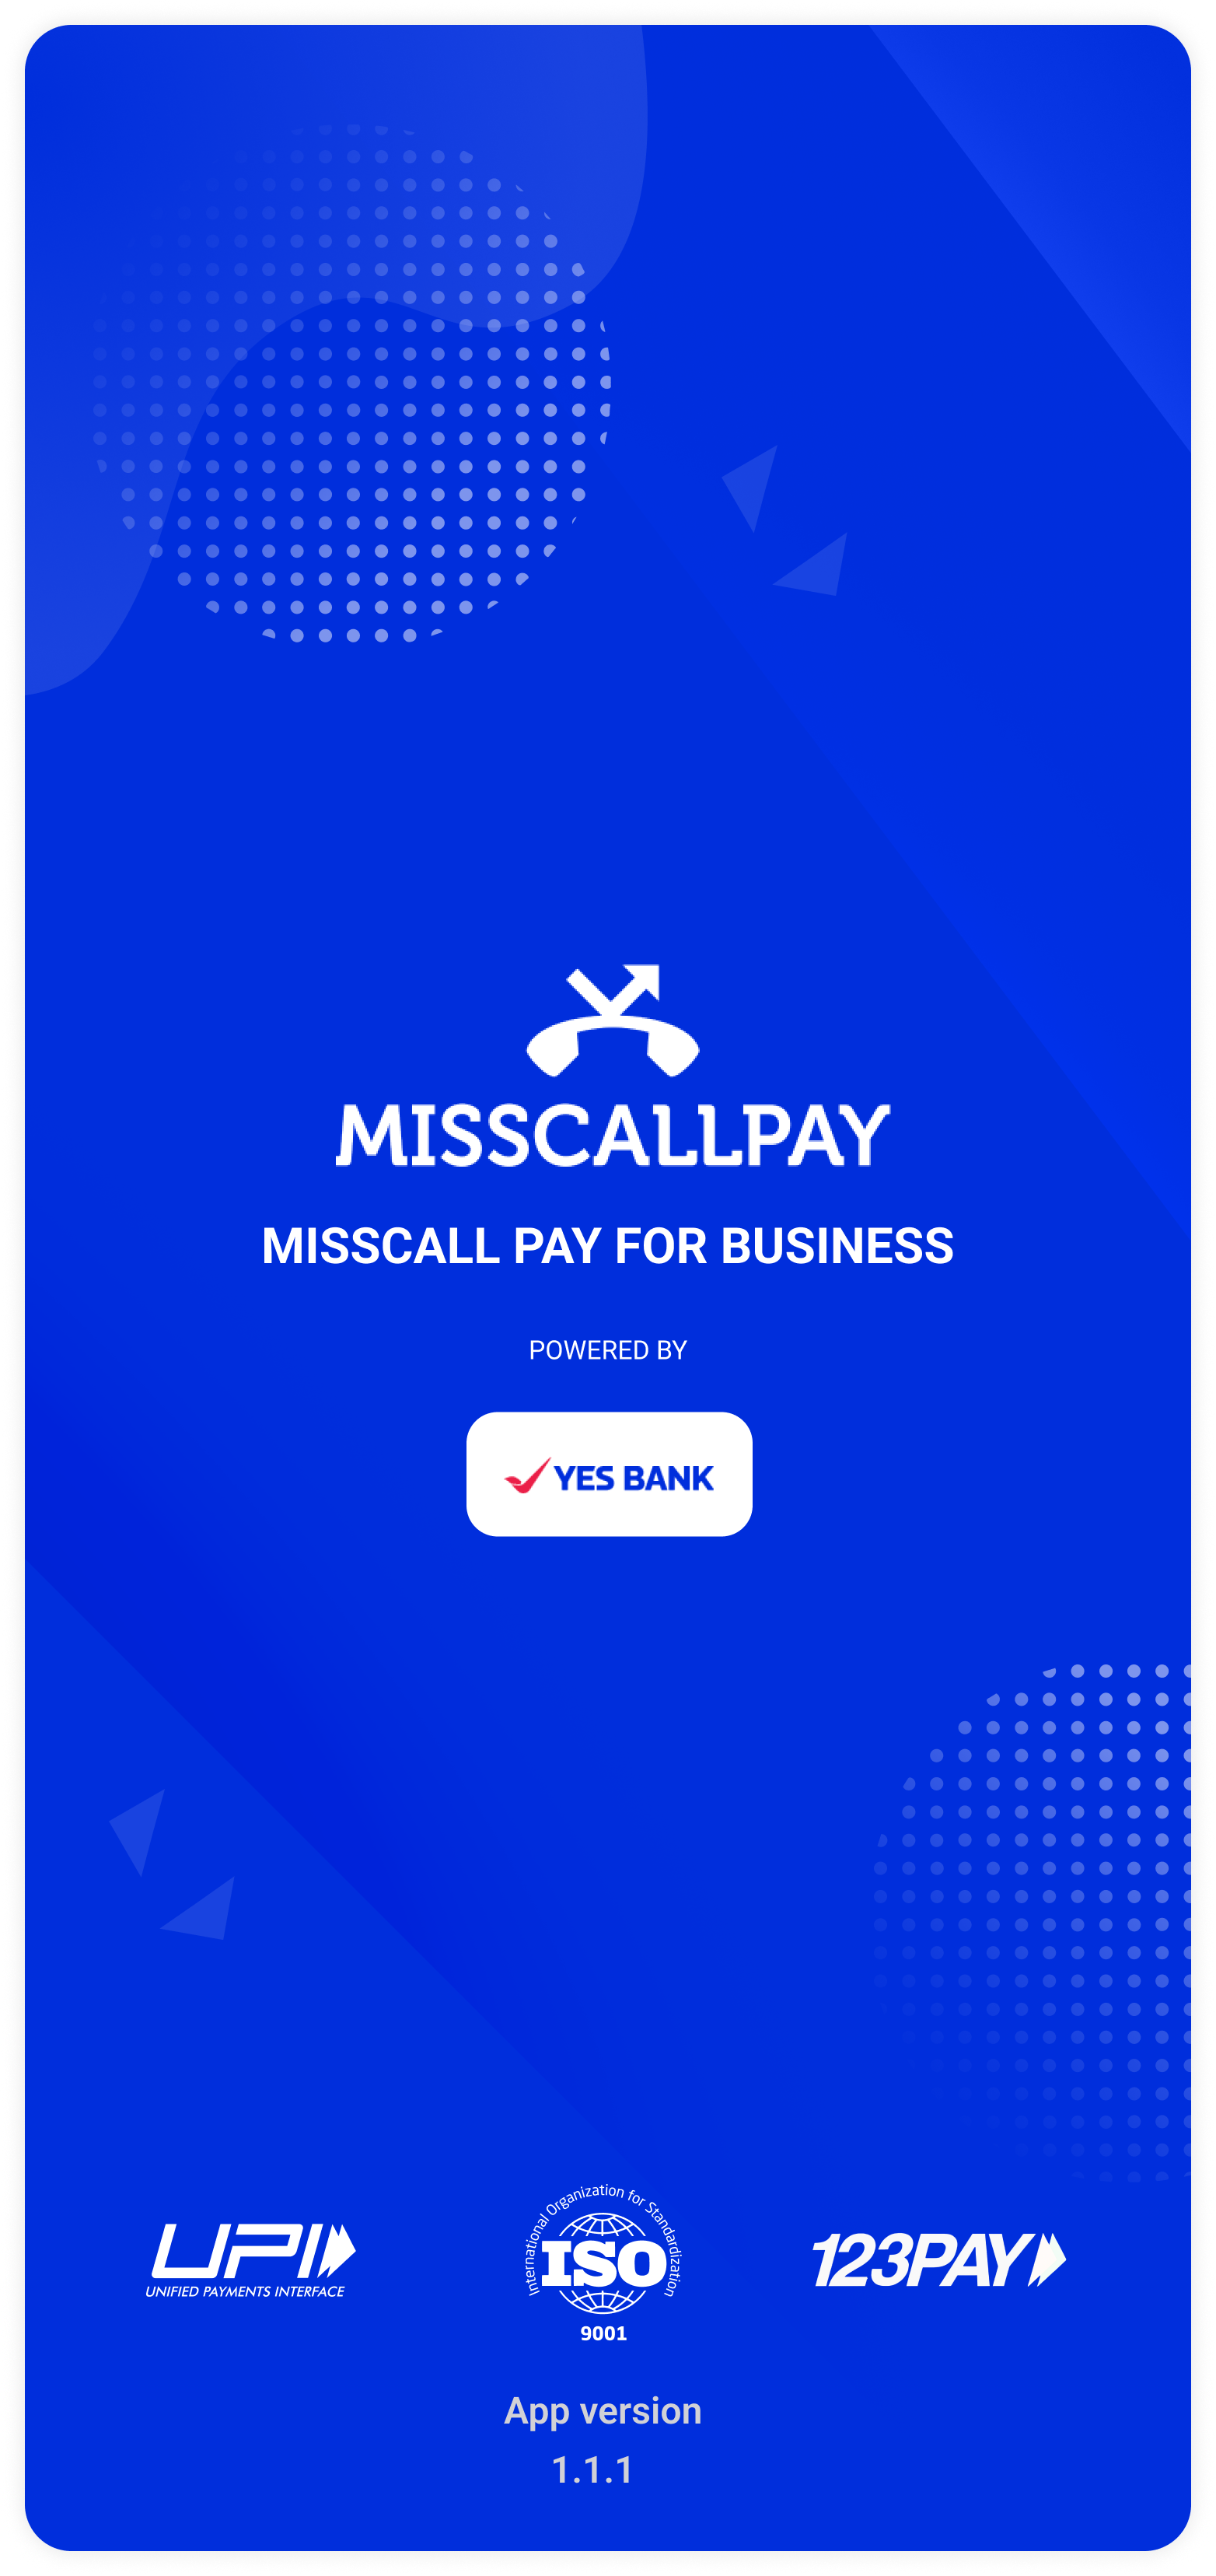 MISSCALLPAY
MISSCALL PAY FOR BUSINESS
POWERED BY
YES BANK
UPI
UNIFIED PAYMENTS INTERFACE
International Organization for Standardization
ISO
9001
123PAY
App version
1.1.1